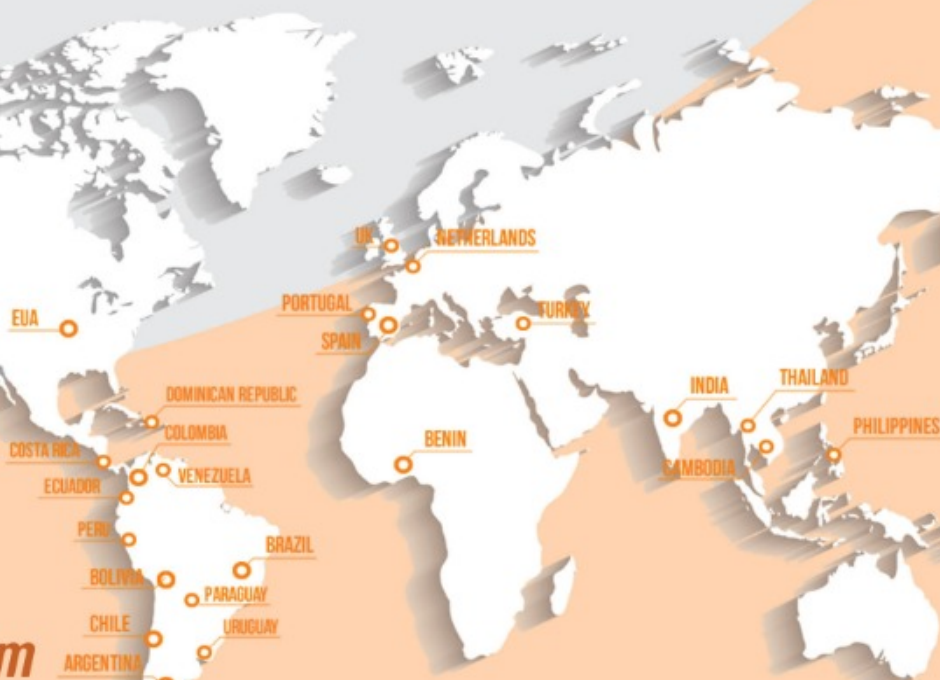 UK
NETHERLANDS
PORTUGAL
EUA
TURKEY
SPAIN
INDIA
THAILAND
DOMINICAN REPUBLIC
COLOMBIA
PHILIPPINES
COSTA RICA
BENIN
CAMBODIA
VENEZUELA
ECUADOR
PERU
BRAZIL
BOLIVIA
PARAGUAY
CHILE
URUGUAY
m
ARGENTINA